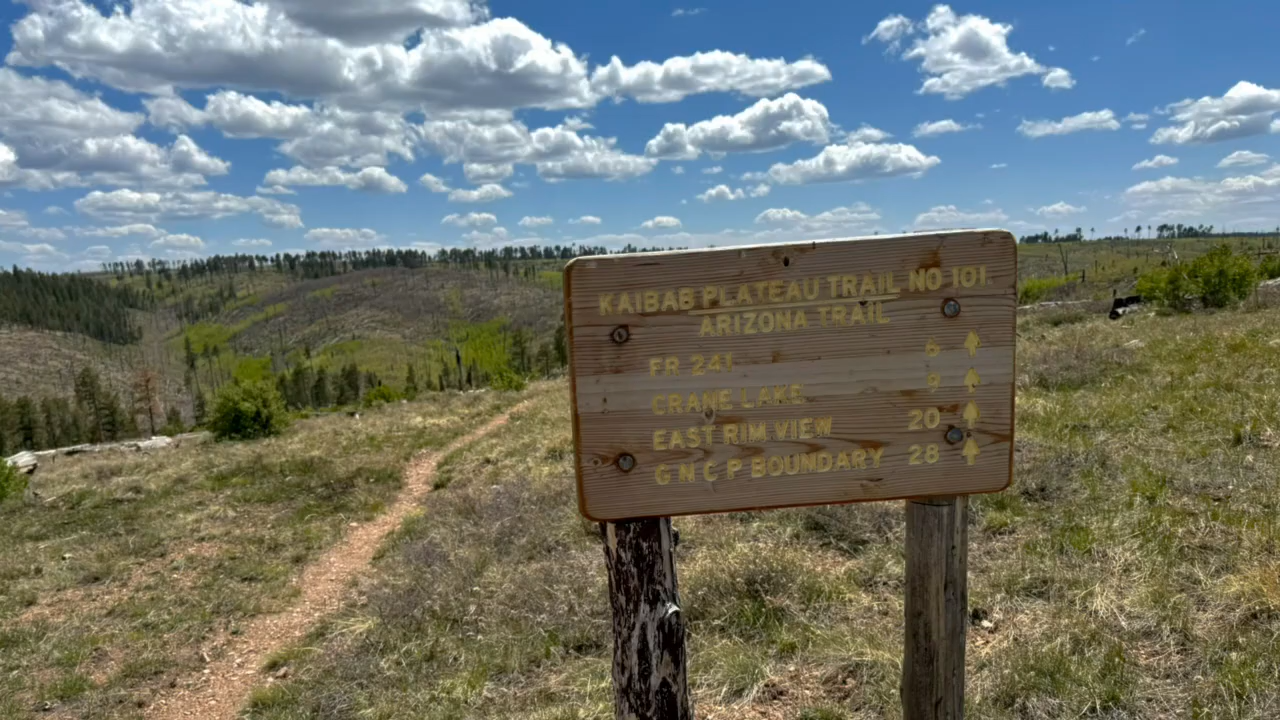 KAIBAB PLATEAU TRAIL NO 101
ARIZONA TRAIL
FR 241 6
CRANE LAKE 9
EAST RIM VIEW 20
G N C P BOUNDARY 28